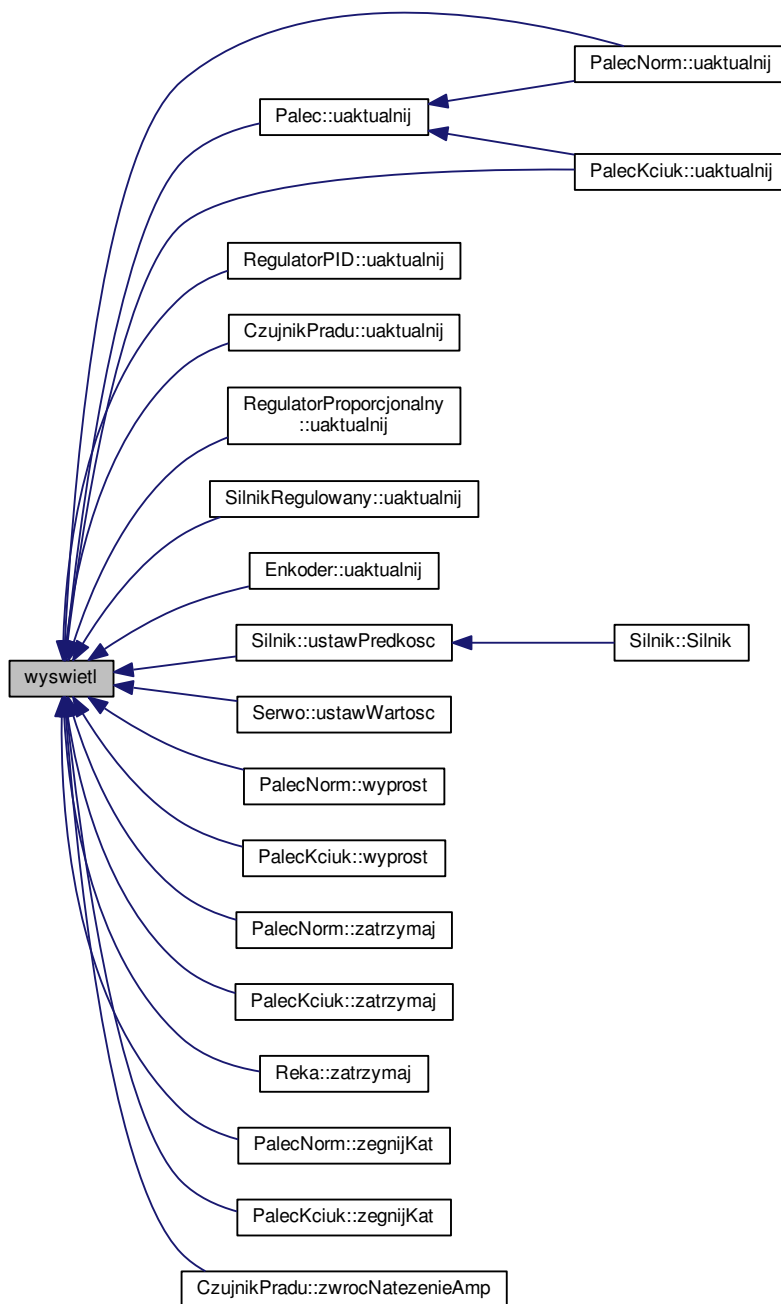 PalecNorm::uaktualnij
Palec::uaktualnij
PalecKciuk::uaktualnij
RegulatorPID::uaktualnij
CzujnikPradu::uaktualnij
RegulatorProporcjonalny
::uaktualnij
SilnikRegulowany::uaktualnij
Enkoder::uaktualnij
Silnik::ustawPredkosc
Silnik::Silnik
wyswietl
Serwo::ustawWartosc
PalecNorm::wyprost
PalecKciuk::wyprost
PalecNorm::zatrzymaj
PalecKciuk::zatrzymaj
Reka::zatrzymaj
PalecNorm::zegnijKat
PalecKciuk::zegnijKat
CzujnikPradu::zwrocNatezenieAmp